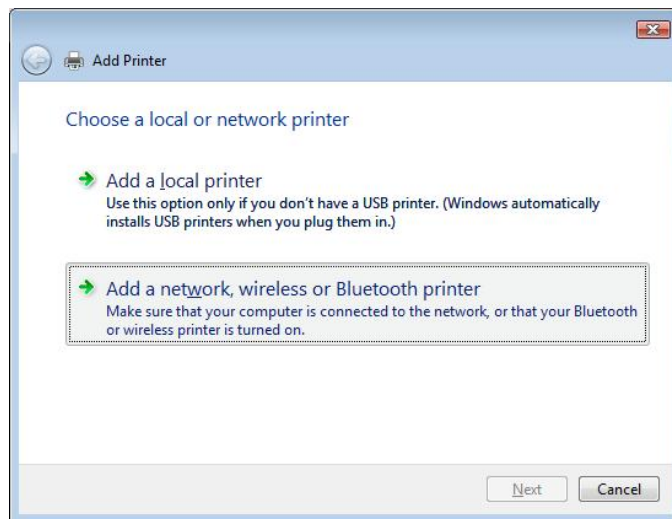 Add Printer
Choose a local or network printer
Add a local printer
Use this option only if you don't have a USB printer. (Windows automatically
installs USB printers when you plug them in.)
Add a network, wireless or Bluetooth printer
Make sure that your computer is connected to the network, or that your Bluetooth
or wireless printer is turned on.
Next
Cancel